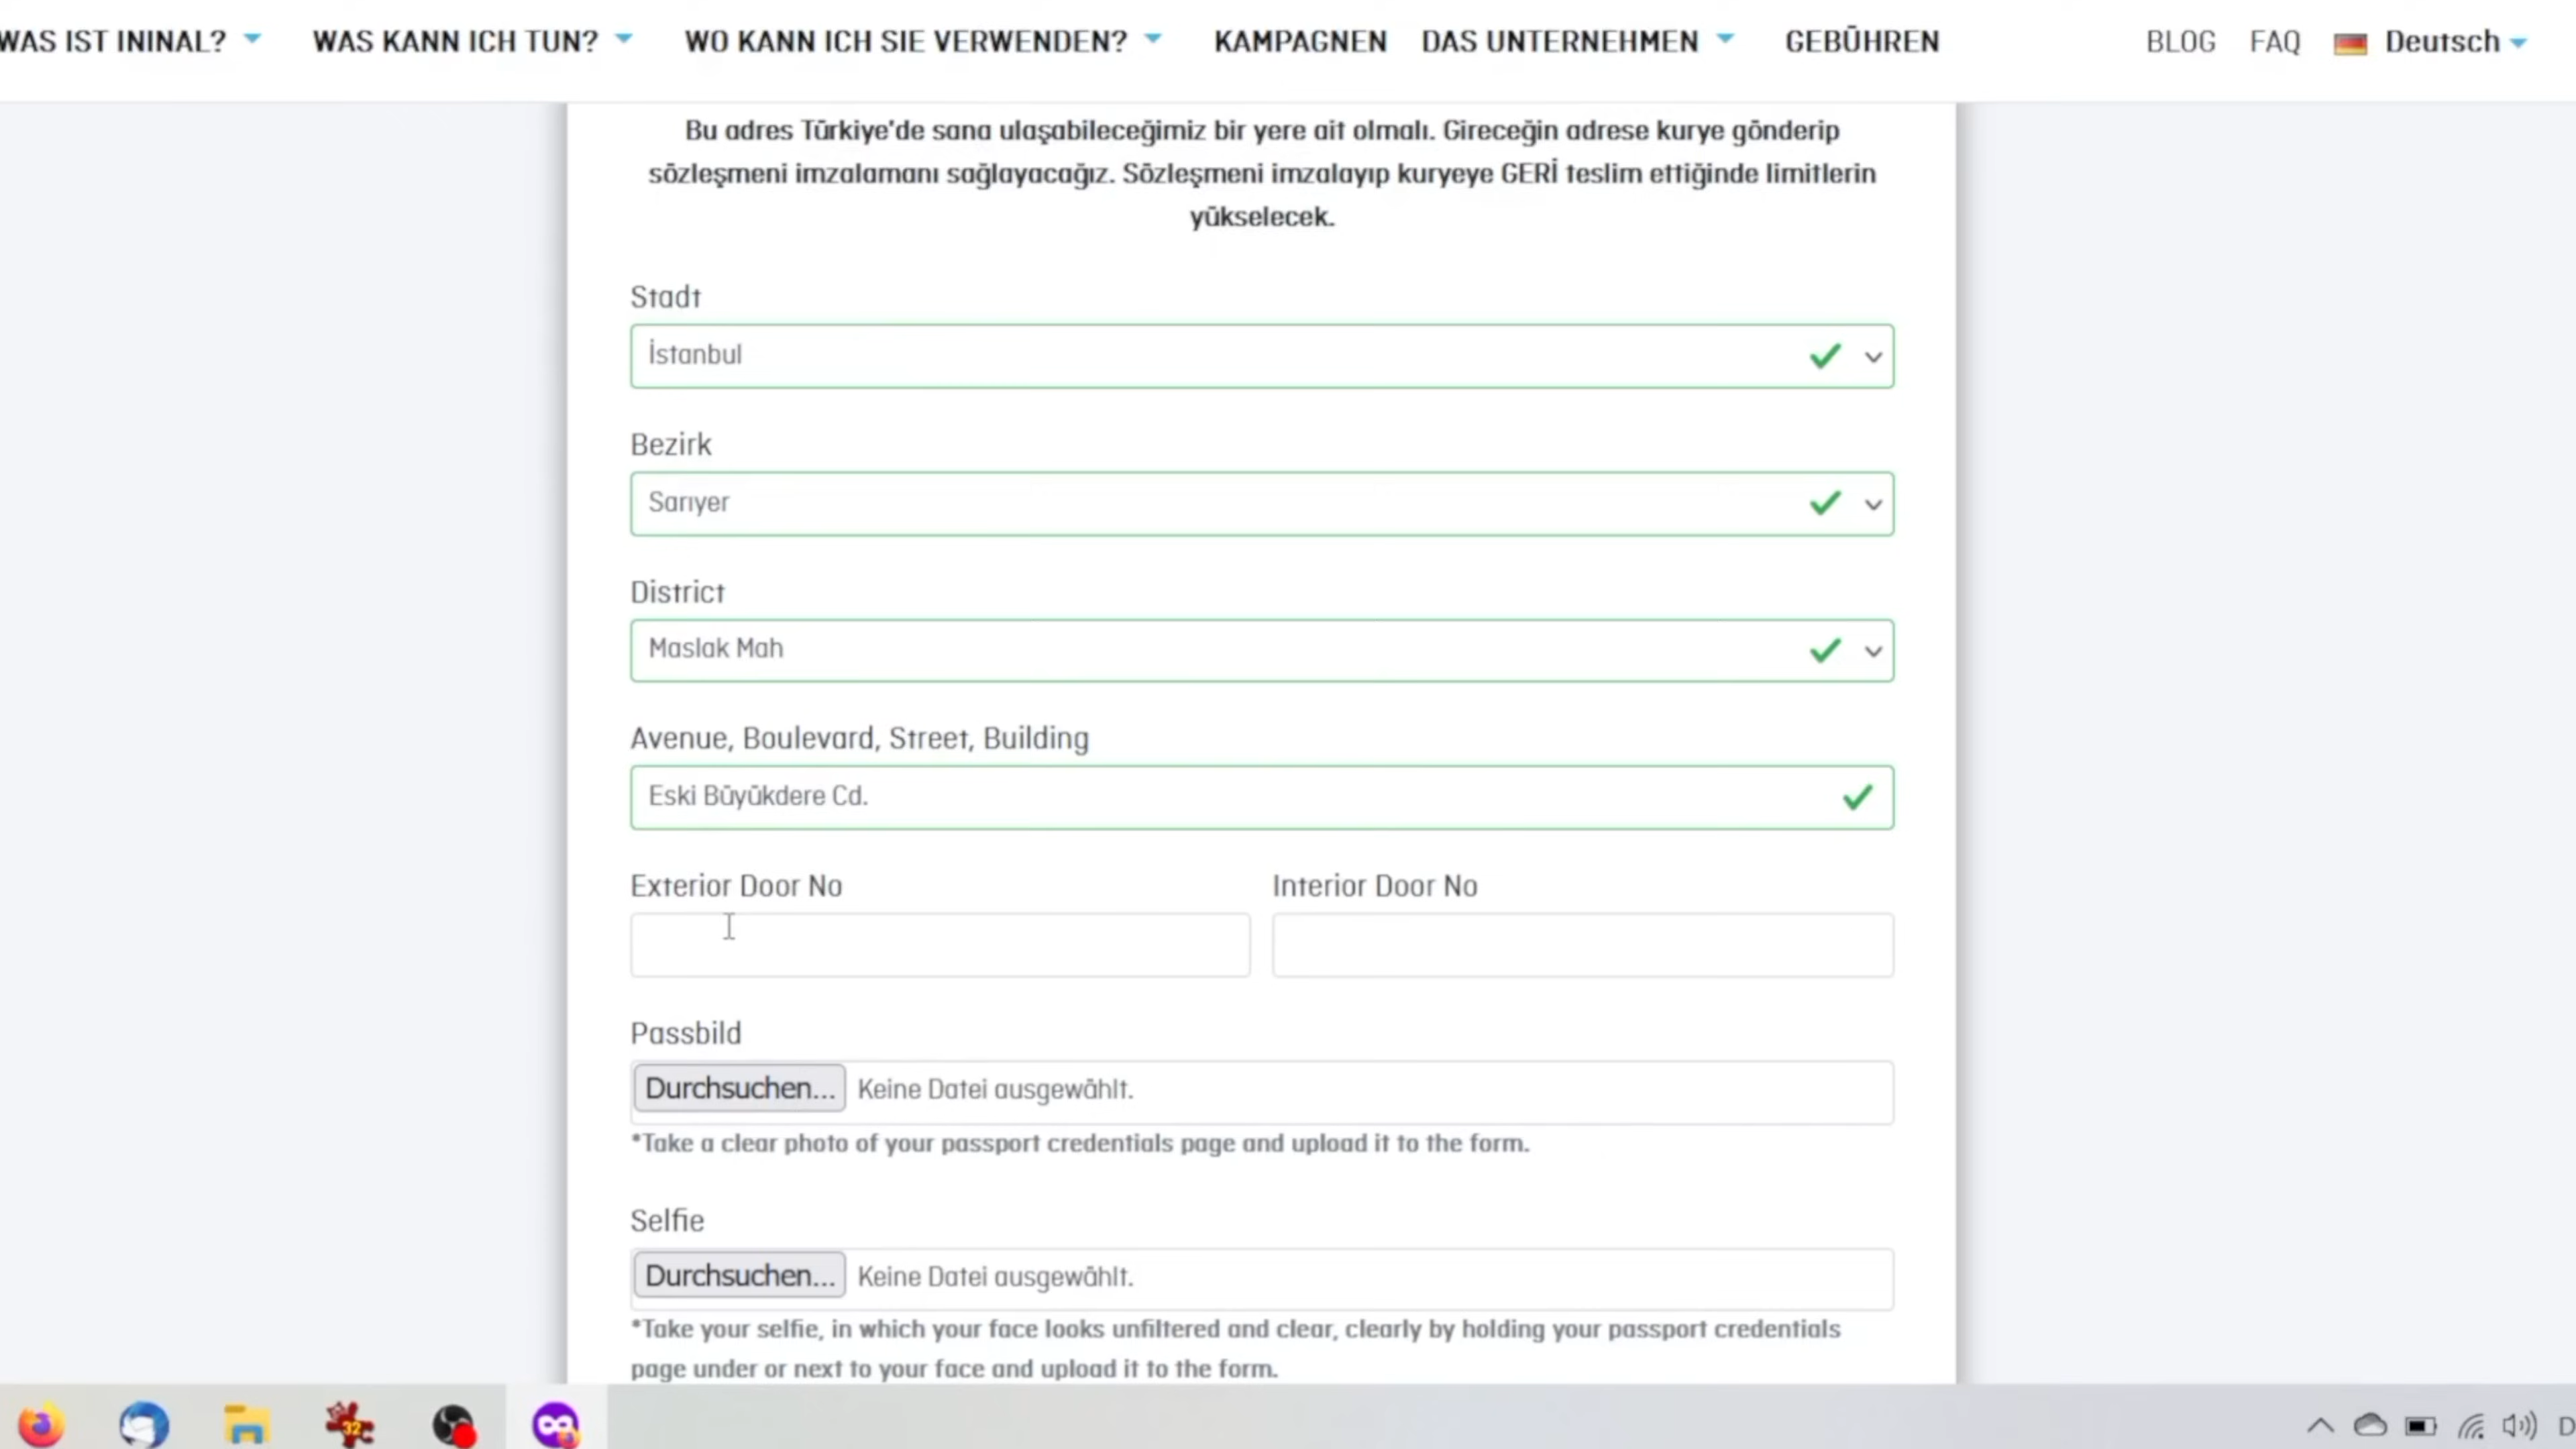 WAS IST ININAL?
WAS KANN ICH TUN?
WO KANN ICH SIE VERWENDEN?
KAMPAGNEN
DAS UNTERNEHMEN
GEBÜHREN
BLOG
FAQ
Deutsch
Bu adres Türkiye'de sana ulaşabileceğimiz bir yere ait olmalı. Gireceğin adrese kurye gönderip
sözleşmeni imzalamanı sağlayacağız. Sözleşmeni imzalayıp kuryeye GERİ teslim ettiğinde limitlerin
yükselecek.
Stadt
İstanbul
Bezirk
Sarıyer
District
Maslak Mah
Avenue, Boulevard, Street, Building
Eski Büyükdere Cd.
Exterior Door No
Interior Door No
Passbild
Durchsuchen... Keine Datei ausgewählt.
*Take a clear photo of your passport credentials page and upload it to the form.
Selfie
Durchsuchen... Keine Datei ausgewählt.
*Take your selfie, in which your face looks unfiltered and clear, clearly by holding your passport credentials
page under or next to your face and upload it to the form.
32